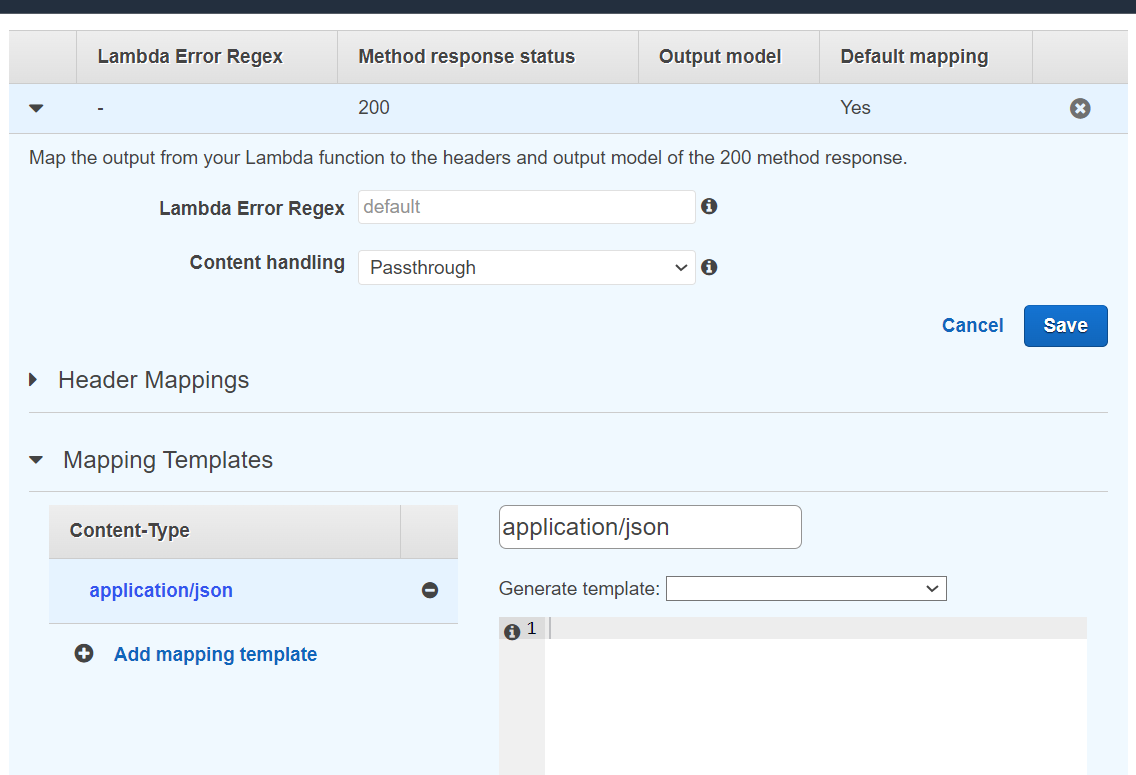 Lambda Error Regex Method response status Output model Default mapping
- 200 Yes
Map the output from your Lambda function to the headers and output model of the 200 method response.
Lambda Error Regex default
Content handling Passthrough
Cancel Save
Header Mappings
Mapping Templates
Content-Type
application/json
application/json
Generate template:
1
Add mapping template